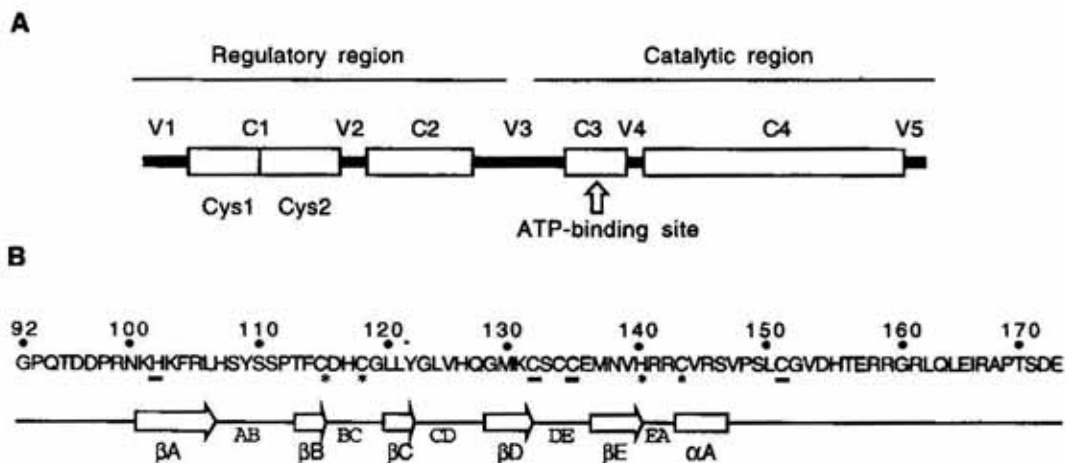 A
Regulatory region Catalytic region
V1 C1 V2 C2 V3 C3 V4 C4 V5
Cys1 Cys2
ATP-binding site
B
92 100 110 120 130 140 150 160 170
GPQTDDPRNKHKFRLHSYSSPTFCDHCGLLYGLVHQGMKCSCCEMNVHRRCVRSVPSLCGVDHTERRGRLQLEIRAPTSDE
* * * *
AB BC CD DE EA
βA βB βC βD βE αA